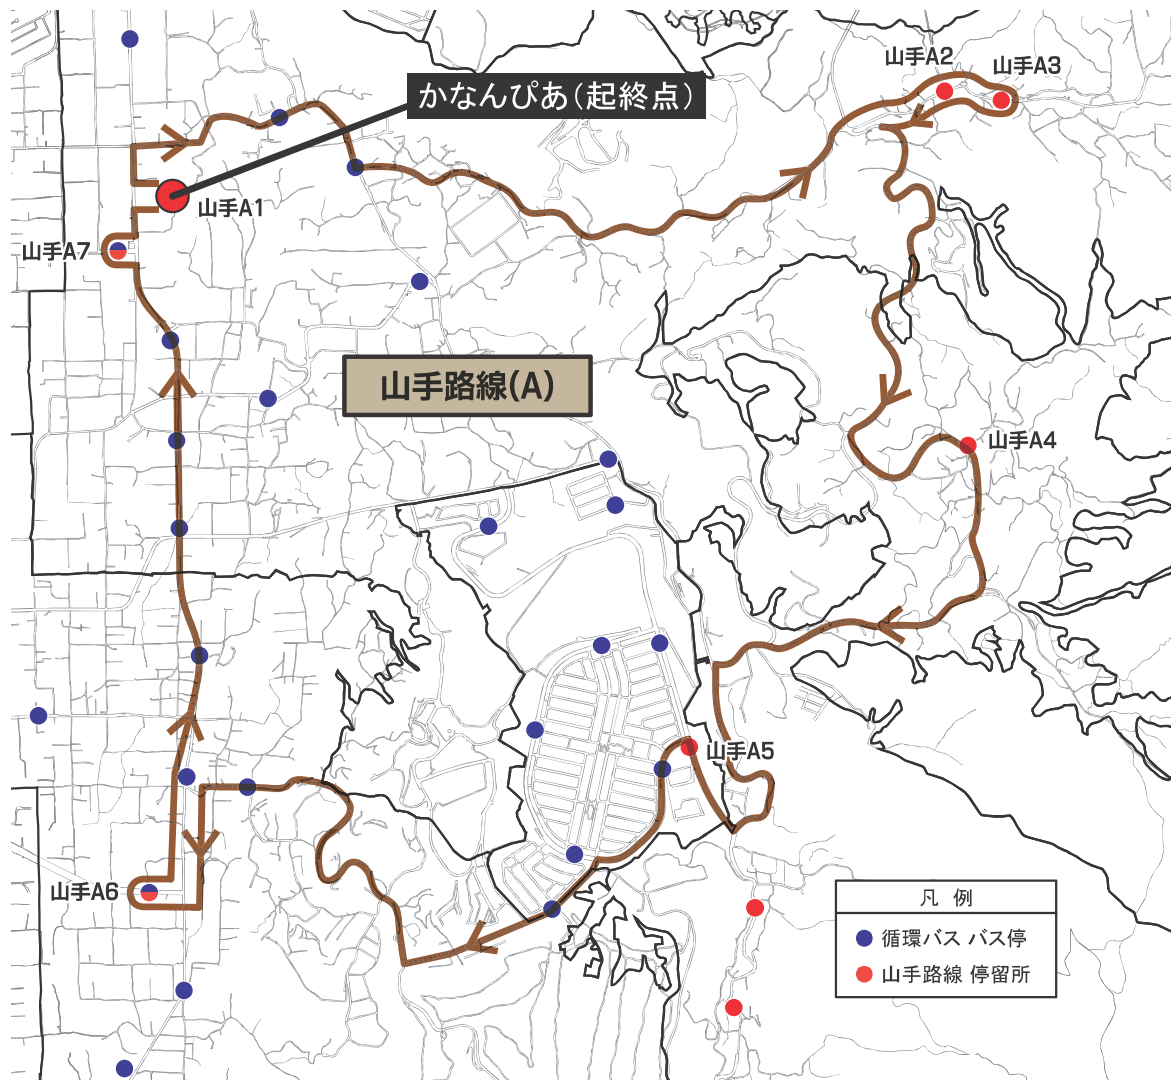 山手A2
山手A3
かなんぴあ(起終点)
山手A1
山手A7
山手路線(A)
山手A4
山手A5
山手A6
凡 例
循環バス バス停
山手路線 停留所